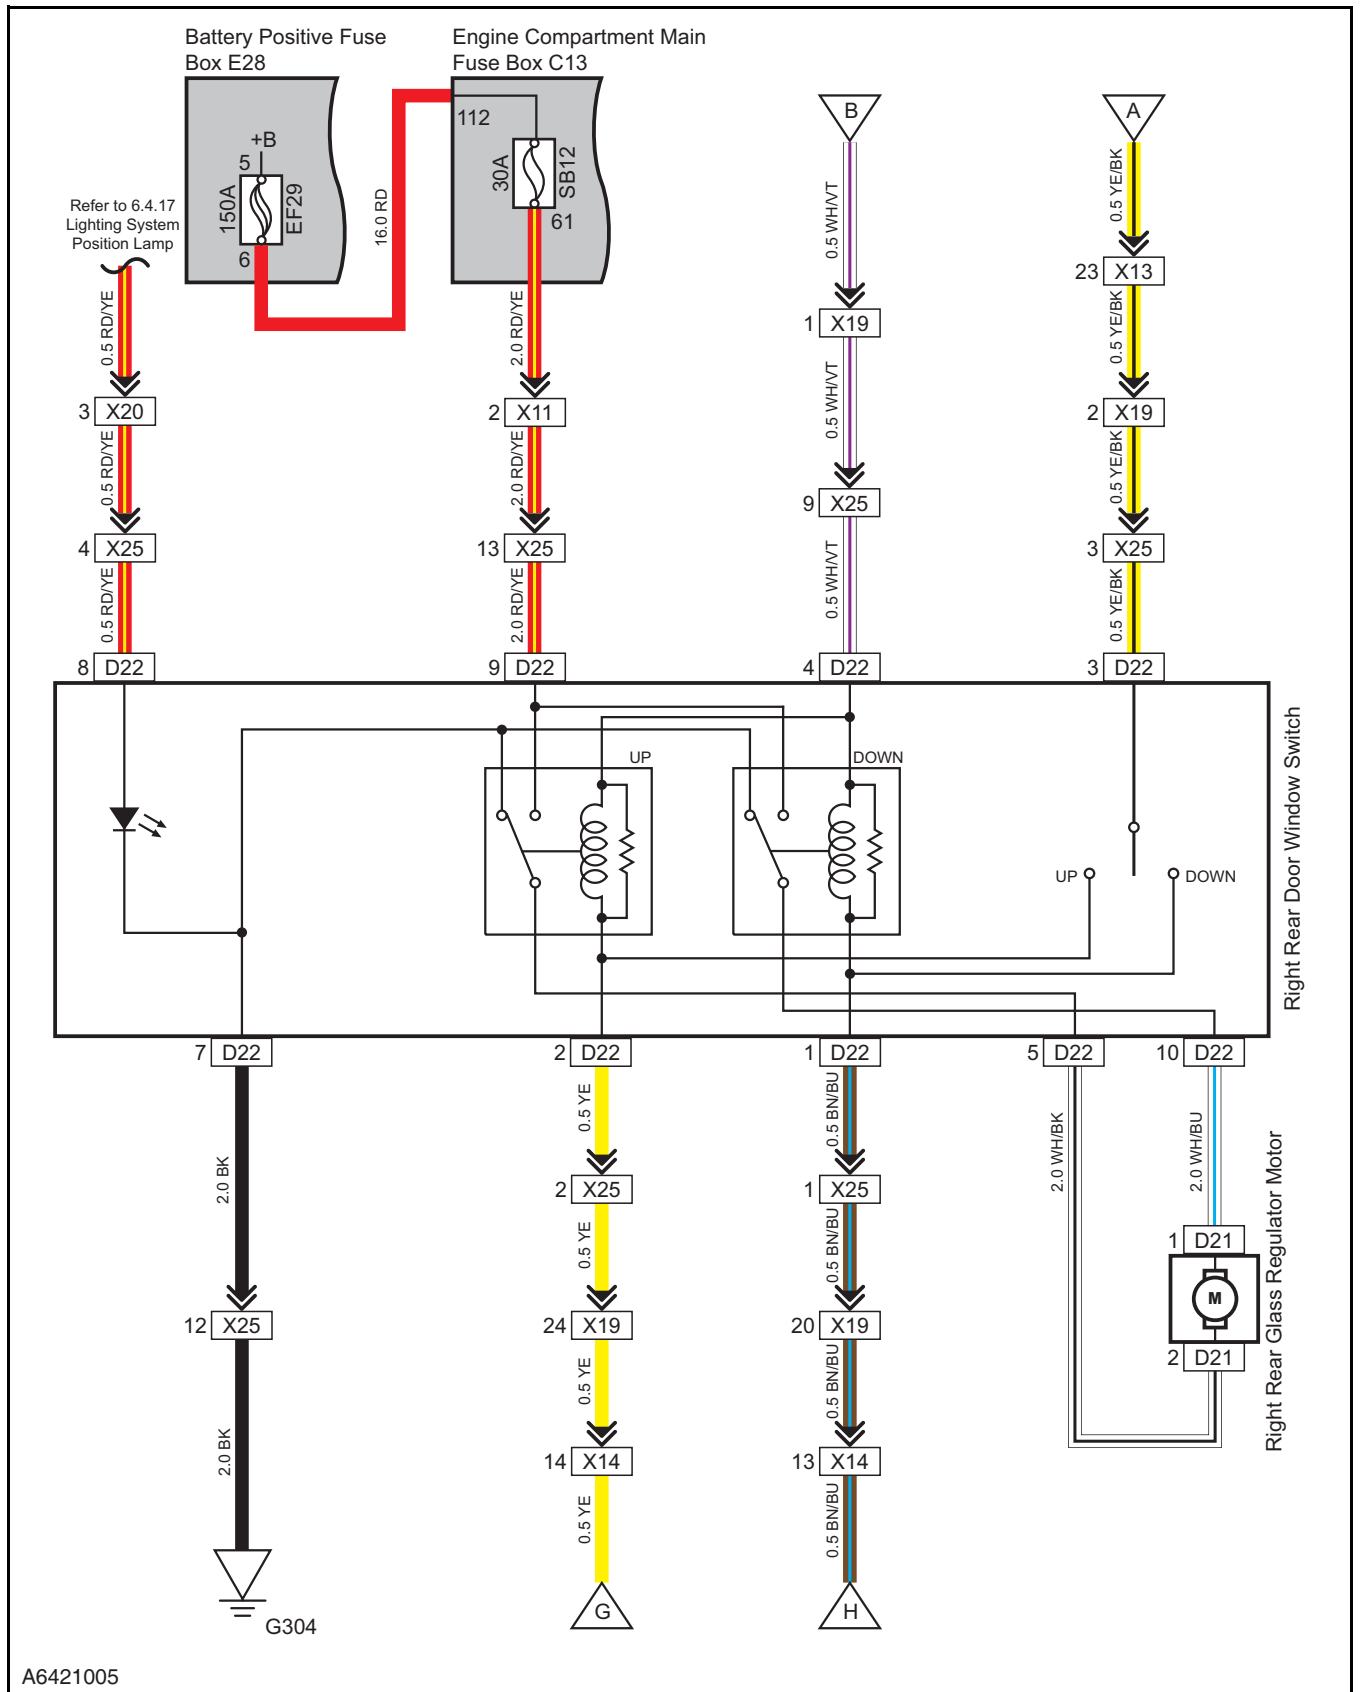 Battery Positive Fuse
Box E28
Engine Compartment Main
Fuse Box C13
+B
5
150A
EF29
6
16.0 RD
112
30A
SB12
61
B
A
Refer to 6.4.17
Lighting System
Position Lamp
0.5 RD/YE
2.0 RD/YE
0.5 WH/VT
0.5 YE/BK
23 X13
1 X19
0.5 YE/BK
3 X20
2 X11
0.5 WH/VT
2 X19
0.5 RD/YE
2.0 RD/YE
9 X25
0.5 YE/BK
4 X25
13 X25
3 X25
0.5 RD/YE
2.0 RD/YE
0.5 WH/VT
0.5 YE/BK
8 D22
9 D22
4 D22
3 D22
UP
DOWN
UP
DOWN
Right Rear Door Window Switch
7 D22
2 D22
1 D22
5 D22
10 D22
2.0 BK
0.5 YE
0.5 BN/BU
2.0 WH/BK
2.0 WH/BU
2 X25
1 X25
0.5 YE
0.5 BN/BU
1 D21
M
2 D21
Right Rear Glass Regulator Motor
12 X25
24 X19
20 X19
2.0 BK
0.5 YE
0.5 BN/BU
14 X14
13 X14
0.5 YE
0.5 BN/BU
G304
G
H
A6421005